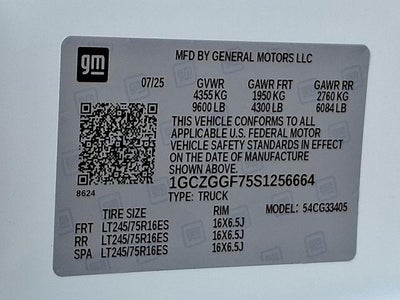 gm
MFD BY GENERAL MOTORS LLC
07/25 GVWR GAWR FRT GAWR RR
4355 KG 1950 KG 2760 KG
9600 LB 4300 LB 6084 LB
THIS VEHICLE CONFORMS TO ALL
APPLICABLE U.S. FEDERAL MOTOR
VEHICLE SAFETY STANDARDS IN EFFECT
ON THE DATE OF MANUFACTURE
SHOWN ABOVE.
1GCZGGF75S1256664
8624
TYPE: TRUCK
TIRE SIZE RIM MODEL: 54CG33405
FRT LT245/75R16ES 16X6.5J
RR LT245/75R16ES 16X6.5J
SPA LT245/75R16ES 16X6.5J